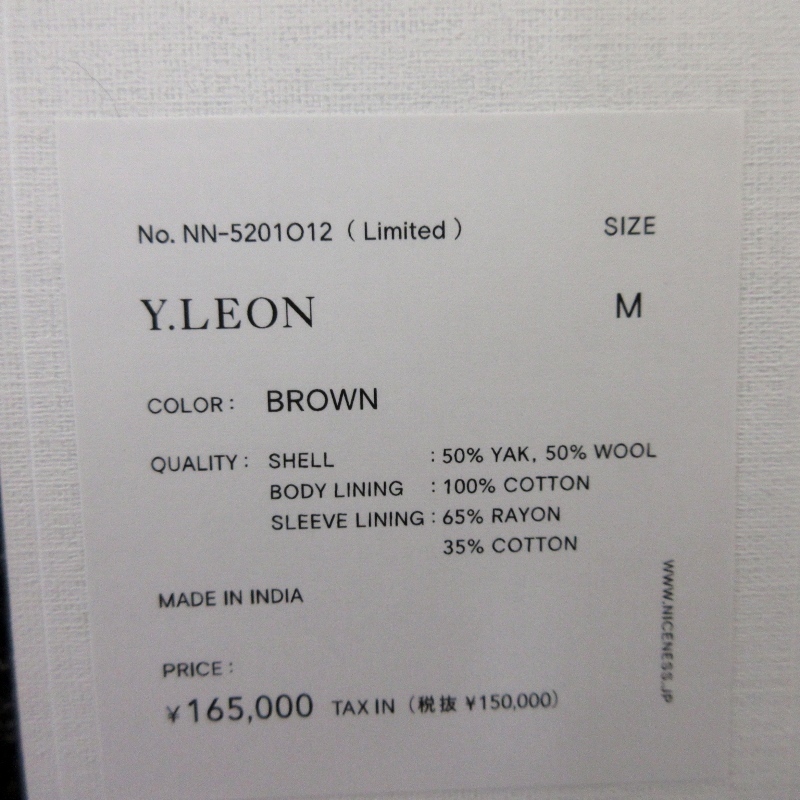 No. NN-5201O12 ( Limited )
SIZE
Y.LEON
M
COLOR : BROWN
QUALITY : SHELL : 50% YAK, 50% WOOL
BODY LINING : 100% COTTON
SLEEVE LINING : 65% RAYON
35% COTTON
MADE IN INDIA
PRICE :
¥165,000 TAX IN (税抜 ¥150,000)
WWW.NICENESS.JP